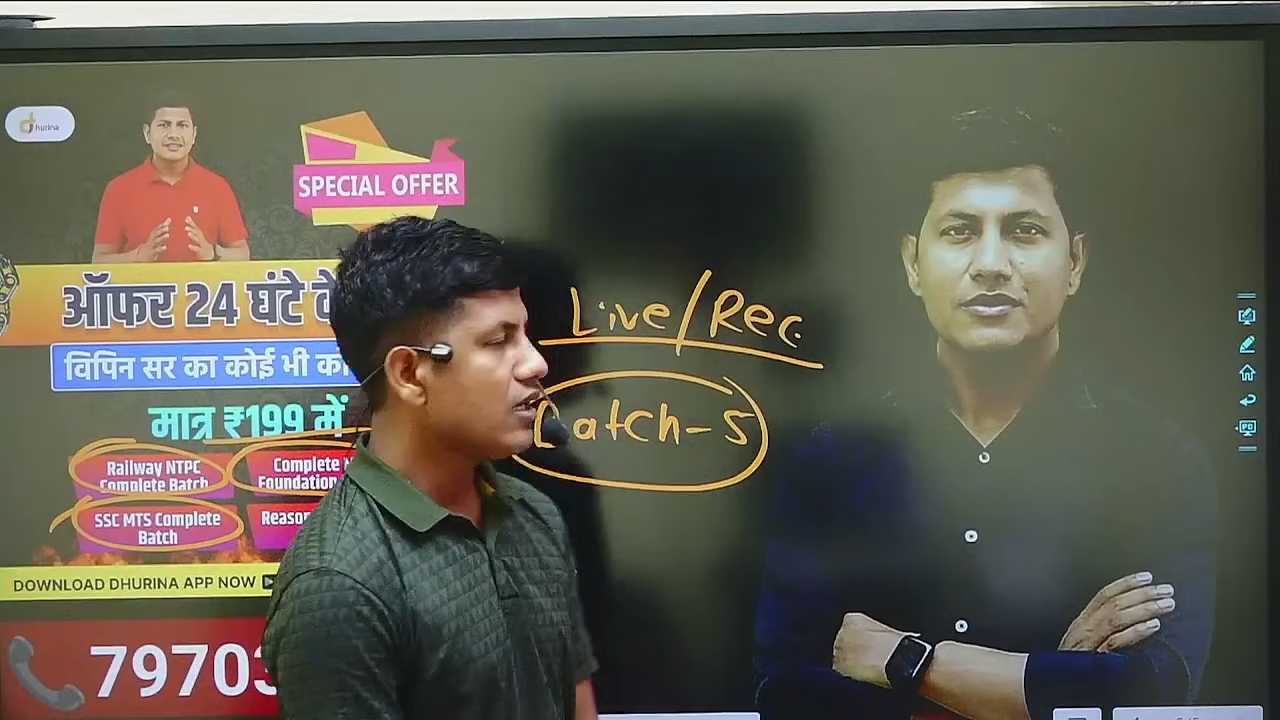 dhurina
SPECIAL OFFER
ऑफर 24 घंटे
विपिन सर का कोई भी
मात्र ₹199 में
Railway NTPC
Complete Batch
Complete
Foundation
SSC MTS Complete
Batch
DOWNLOAD DHURINA APP NOW
7970
Live/Rec
Batch-5